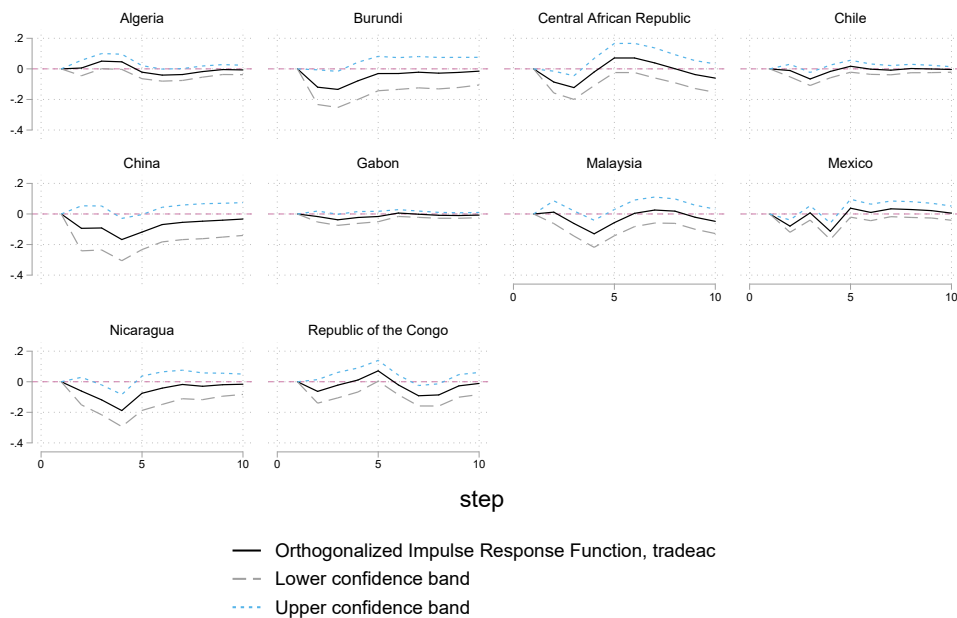 Algeria Burundi Central African Republic Chile
.2
0
-.2
-.4
China Gabon Malaysia Mexico
.2
0
-.2
-.4
0 5 10 0 5 10
Nicaragua Republic of the Congo
.2
0
-.2
-.4
0 5 10 0 5 10
step
Orthogonalized Impulse Response Function, tradeac
Lower confidence band
Upper confidence band